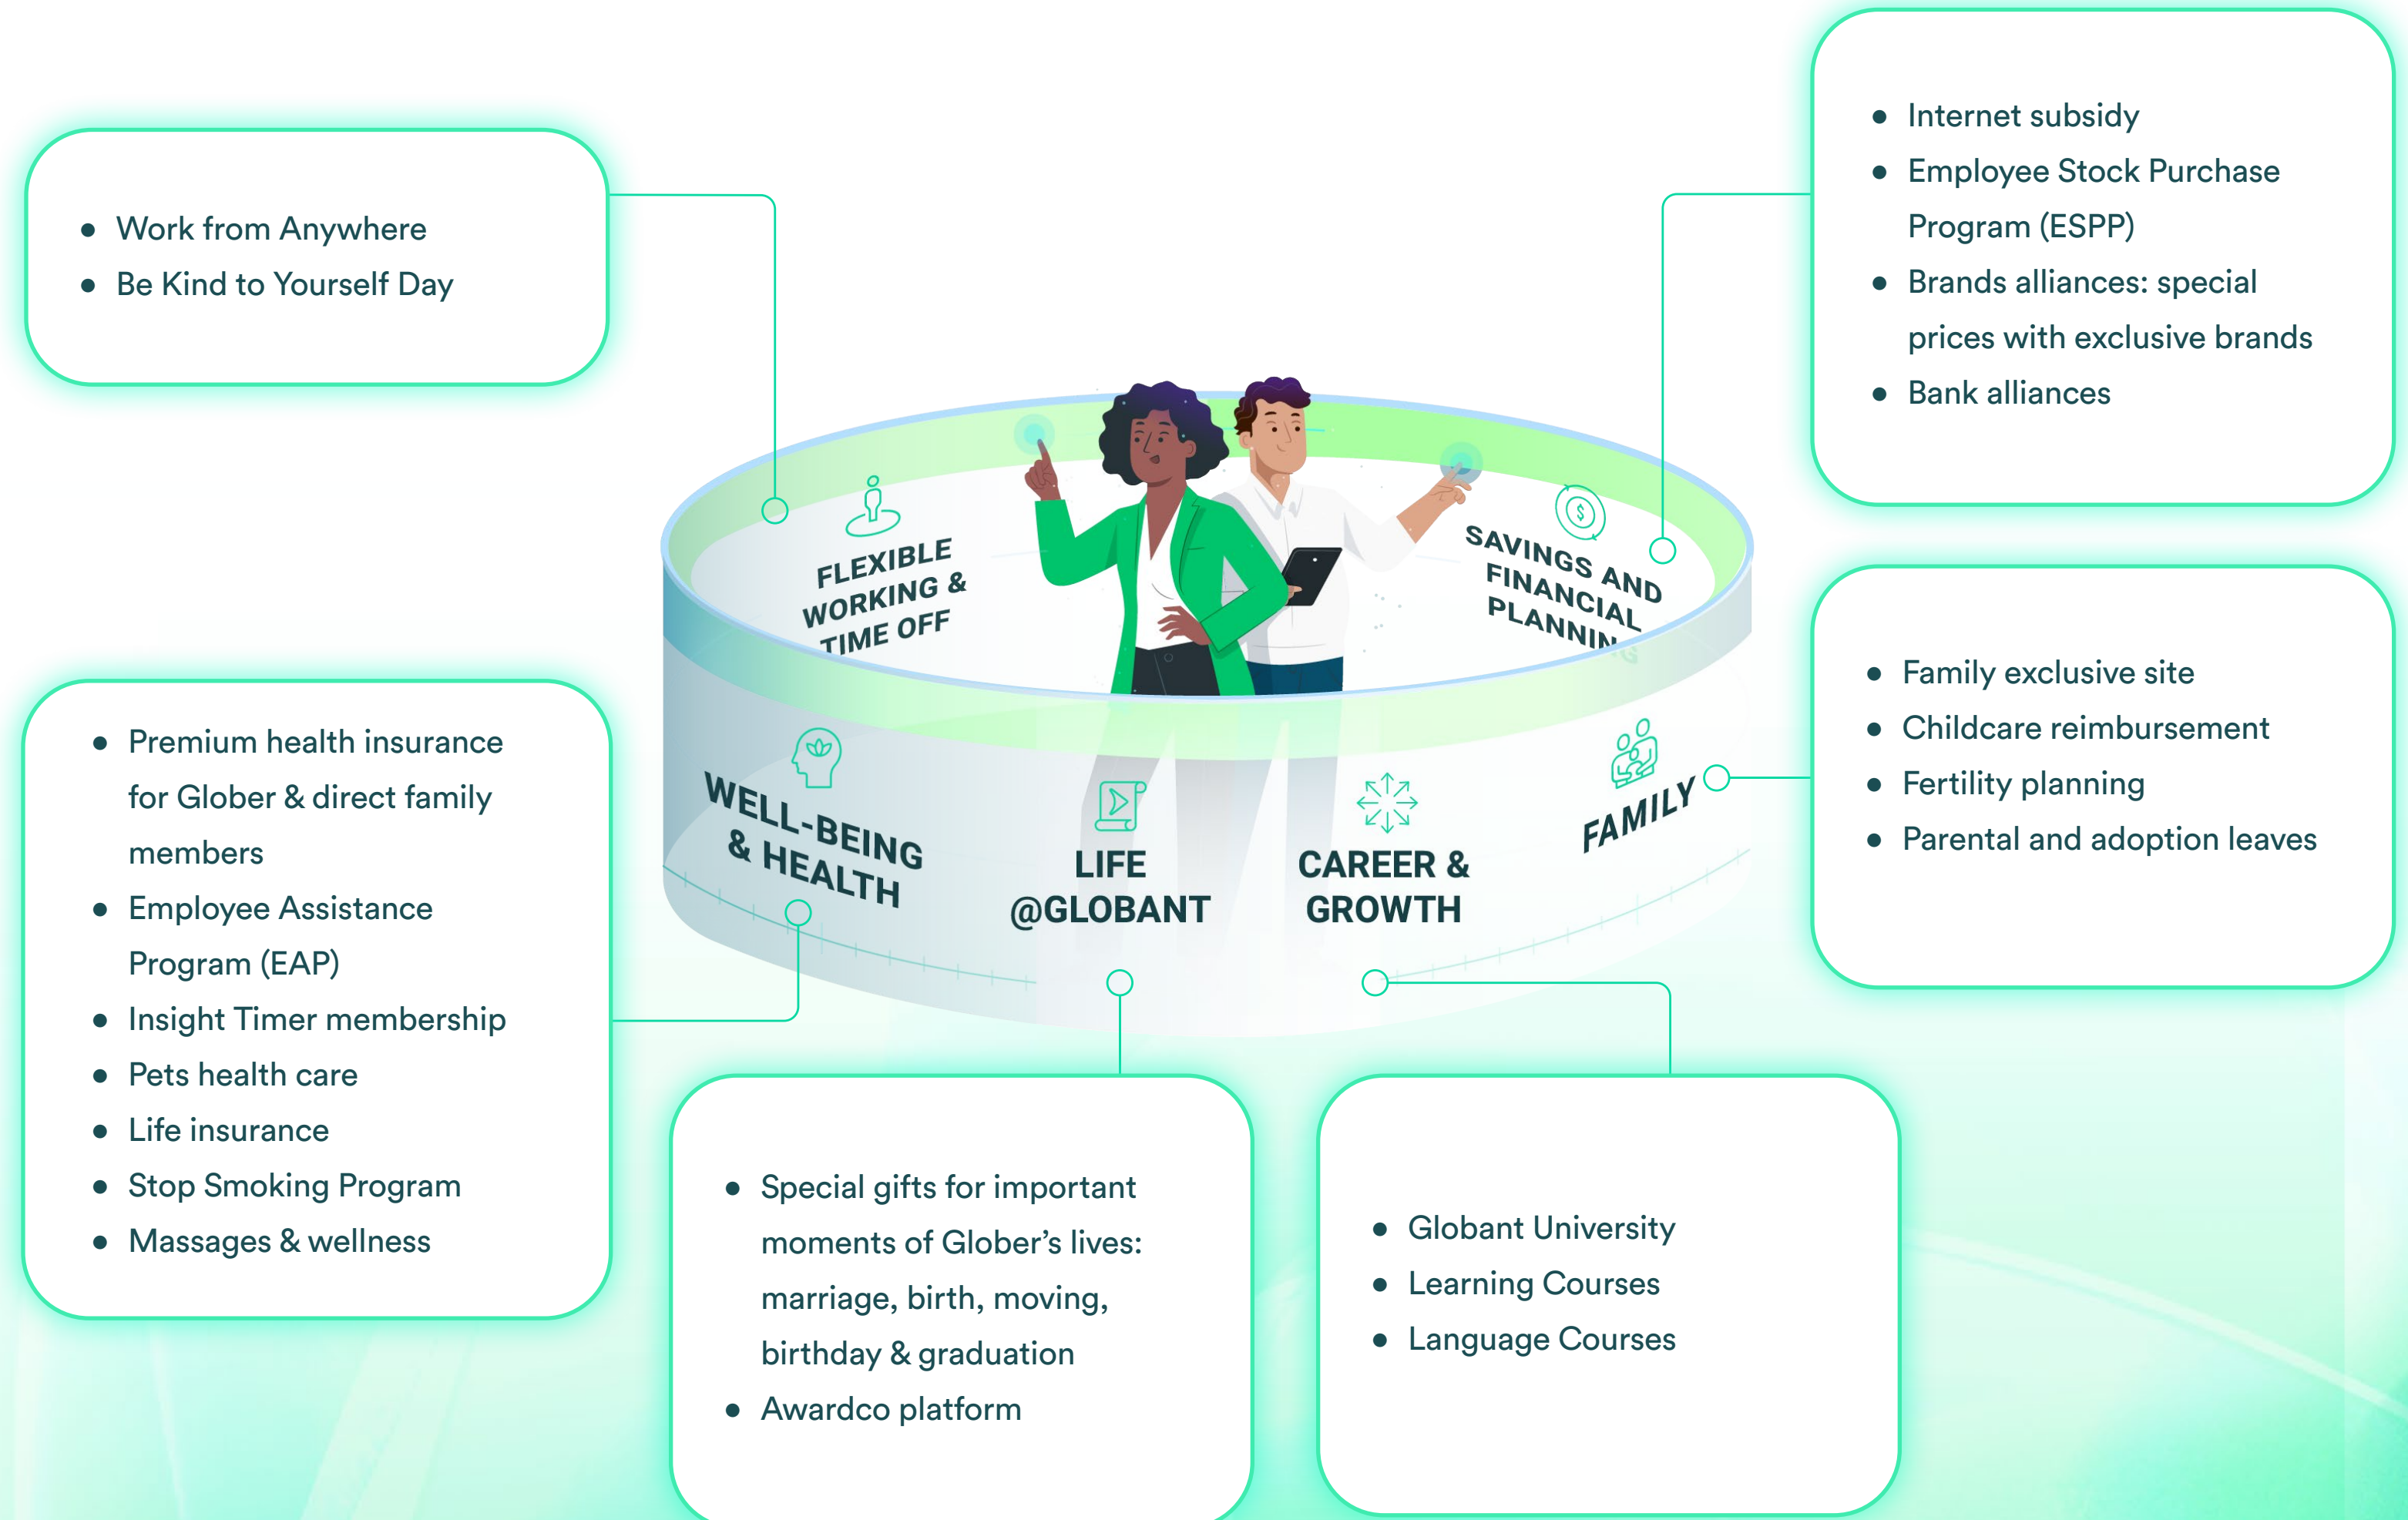 • Work from Anywhere
• Be Kind to Yourself Day
• Internet subsidy
• Employee Stock Purchase
Program (ESPP)
• Brands alliances: special
prices with exclusive brands
• Bank alliances
FLEXIBLE
WORKING &
TIME OFF
SAVINGS AND
FINANCIAL
PLANNING
• Premium health insurance
for Glober & direct family
members
• Employee Assistance
Program (EAP)
• Insight Timer membership
• Pets health care
• Life insurance
• Stop Smoking Program
• Massages & wellness
WELL-BEING
& HEALTH
LIFE
@GLOBANT
CAREER &
GROWTH
FAMILY
• Family exclusive site
• Childcare reimbursement
• Fertility planning
• Parental and adoption leaves
• Special gifts for important
moments of Glober’s lives:
marriage, birth, moving,
birthday & graduation
• Awardco platform
• Globant University
• Learning Courses
• Language Courses